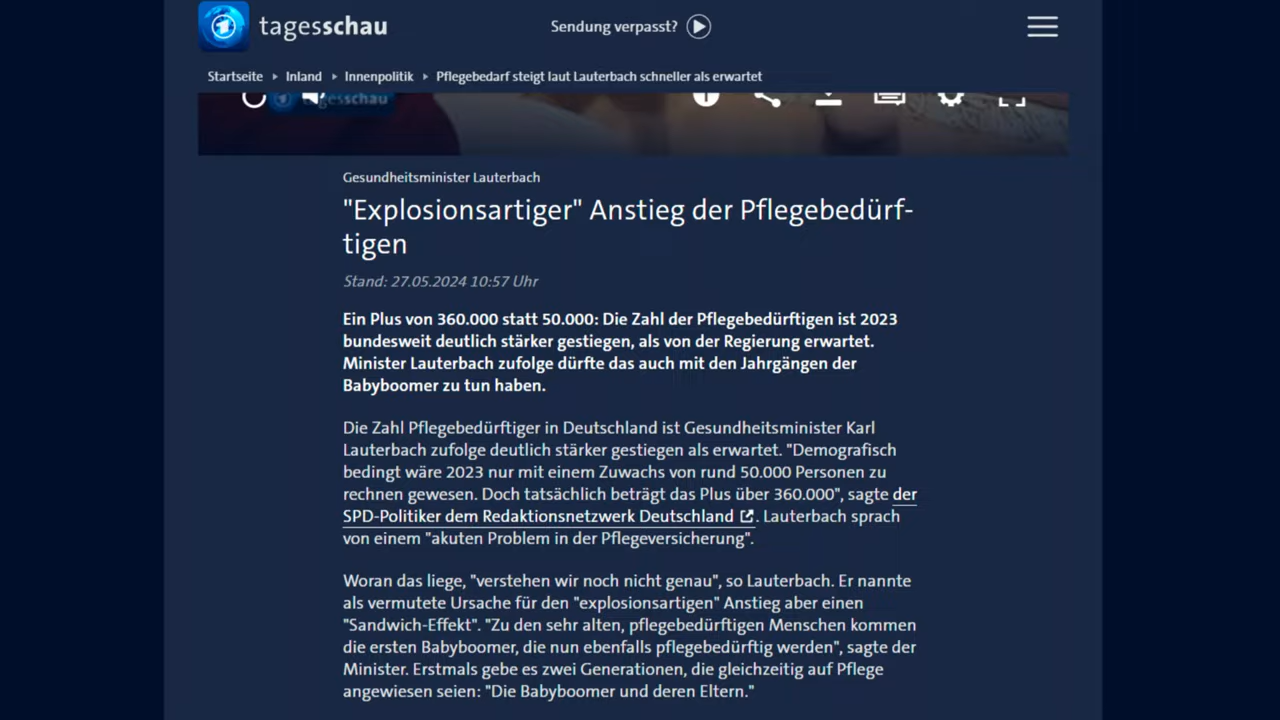 tagesschau
Sendung verpasst?
Startseite Inland Innenpolitik Pflegebedarf steigt laut Lauterbach schneller als erwartet
tagesschau
Gesundheitsminister Lauterbach
"Explosionsartiger" Anstieg der Pflegebedürf-
tigen
Stand: 27.05.2024 10:57 Uhr
Ein Plus von 360.000 statt 50.000: Die Zahl der Pflegebedürftigen ist 2023
bundesweit deutlich stärker gestiegen, als von der Regierung erwartet.
Minister Lauterbach zufolge dürfte das auch mit den Jahrgängen der
Babyboomer zu tun haben.
Die Zahl Pflegebedürftiger in Deutschland ist Gesundheitsminister Karl
Lauterbach zufolge deutlich stärker gestiegen als erwartet. "Demografisch
bedingt wäre 2023 nur mit einem Zuwachs von rund 50.000 Personen zu
rechnen gewesen. Doch tatsächlich beträgt das Plus über 360.000", sagte der
SPD-Politiker dem Redaktionsnetzwerk Deutschland. Lauterbach sprach
von einem "akuten Problem in der Pflegeversicherung".
Woran das liege, "verstehen wir noch nicht genau", so Lauterbach. Er nannte
als vermutete Ursache für den "explosionsartigen" Anstieg aber einen
"Sandwich-Effekt". "Zu den sehr alten, pflegebedürftigen Menschen kommen
die ersten Babyboomer, die nun ebenfalls pflegebedürftig werden", sagte der
Minister. Erstmals gebe es zwei Generationen, die gleichzeitig auf Pflege
angewiesen seien: "Die Babyboomer und deren Eltern."